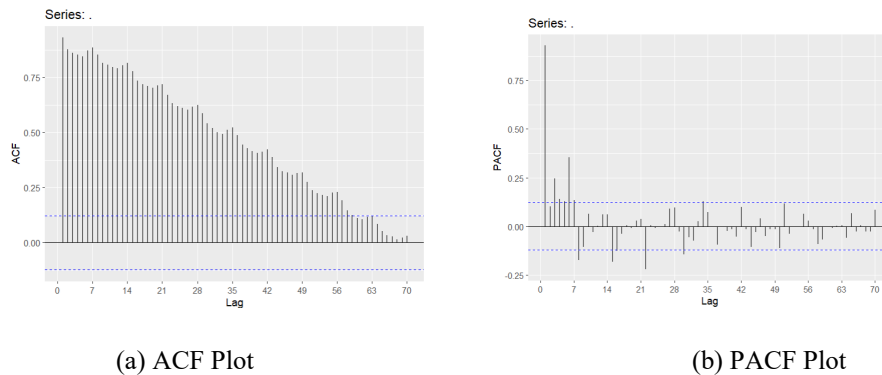 Series: .
ACF
0.75
0.50
0.25
0.00
0 7 14 21 28 35 42 49 56 63 70
Lag
(a) ACF Plot
Series: .
PACF
0.75
0.50
0.25
0.00
-0.25
0 7 14 21 28 35 42 49 56 63 70
Lag
(b) PACF Plot